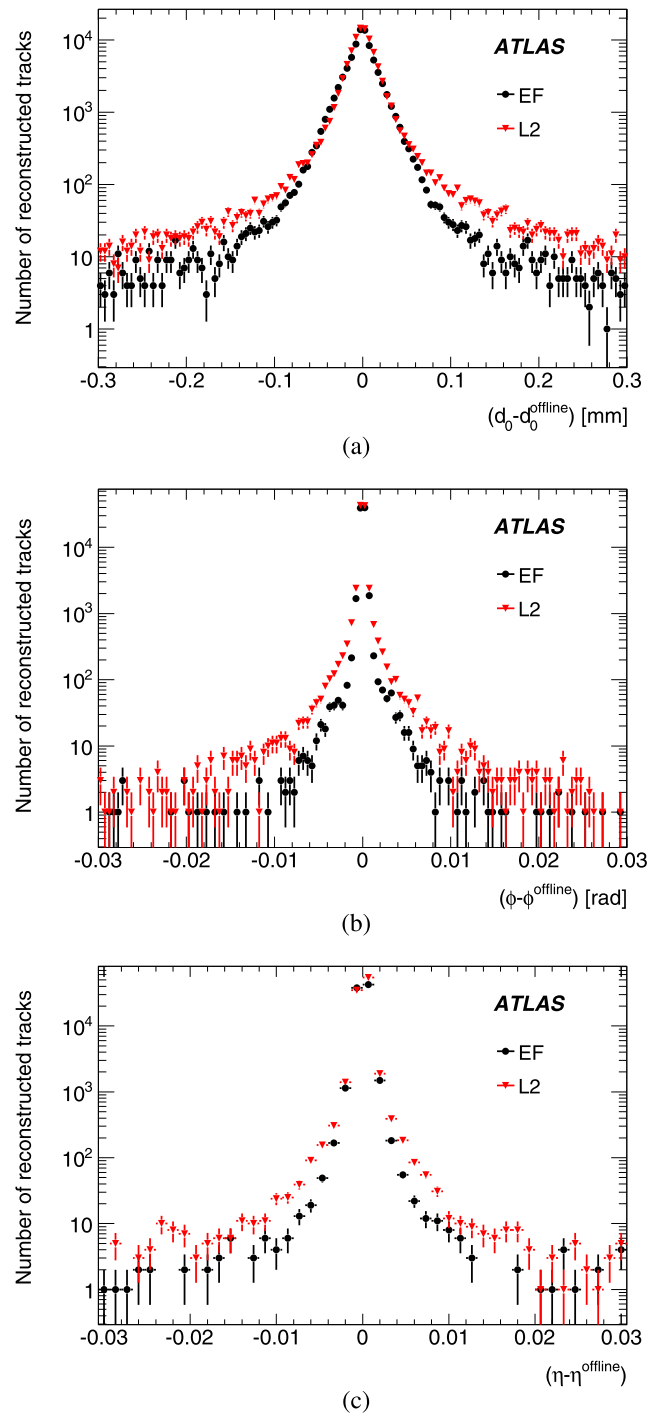 Number of reconstructed tracks
10⁴
10³
10²
10
1
ATLAS
EF
L2
-0.3 -0.2 -0.1 0 0.1 0.2 0.3
(d₀-d₀^offline) [mm]
(a)
Number of reconstructed tracks
10⁴
10³
10²
10
1
ATLAS
EF
L2
-0.03 -0.02 -0.01 0 0.01 0.02 0.03
(ϕ-ϕ^offline) [rad]
(b)
Number of reconstructed tracks
10⁴
10³
10²
10
1
ATLAS
EF
L2
-0.03 -0.02 -0.01 0 0.01 0.02 0.03
(η-η^offline)
(c)